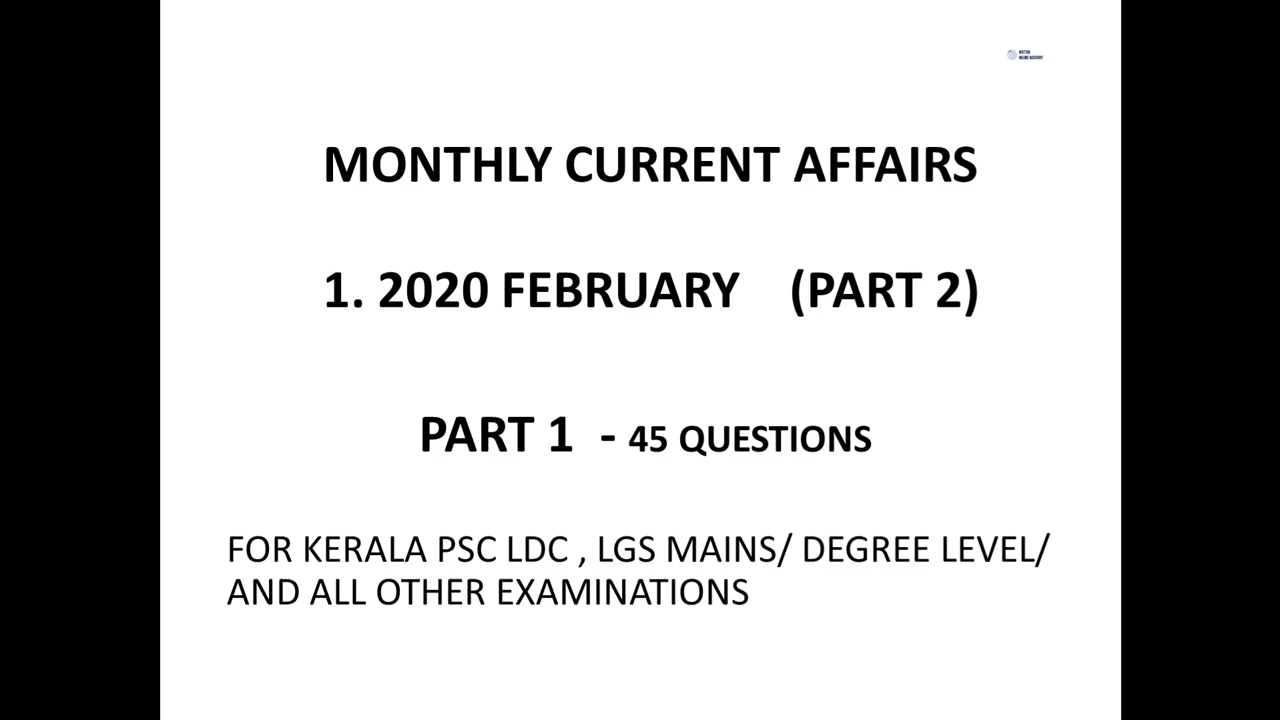 MONTHLY CURRENT AFFAIRS
1. 2020 FEBRUARY (PART 2)
PART 1 - 45 QUESTIONS
FOR KERALA PSC LDC , LGS MAINS/ DEGREE LEVEL/
AND ALL OTHER EXAMINATIONS